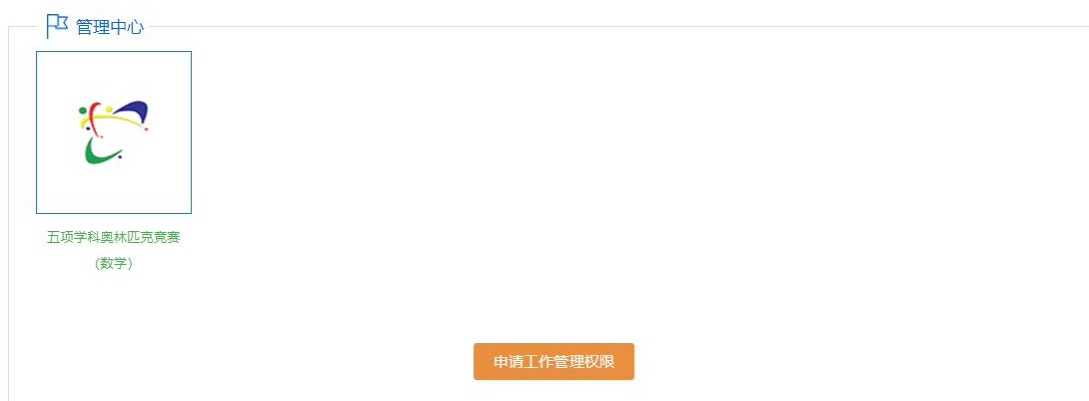 管理中心
五项学科奥林匹克竞赛
（数学）
申请工作管理权限